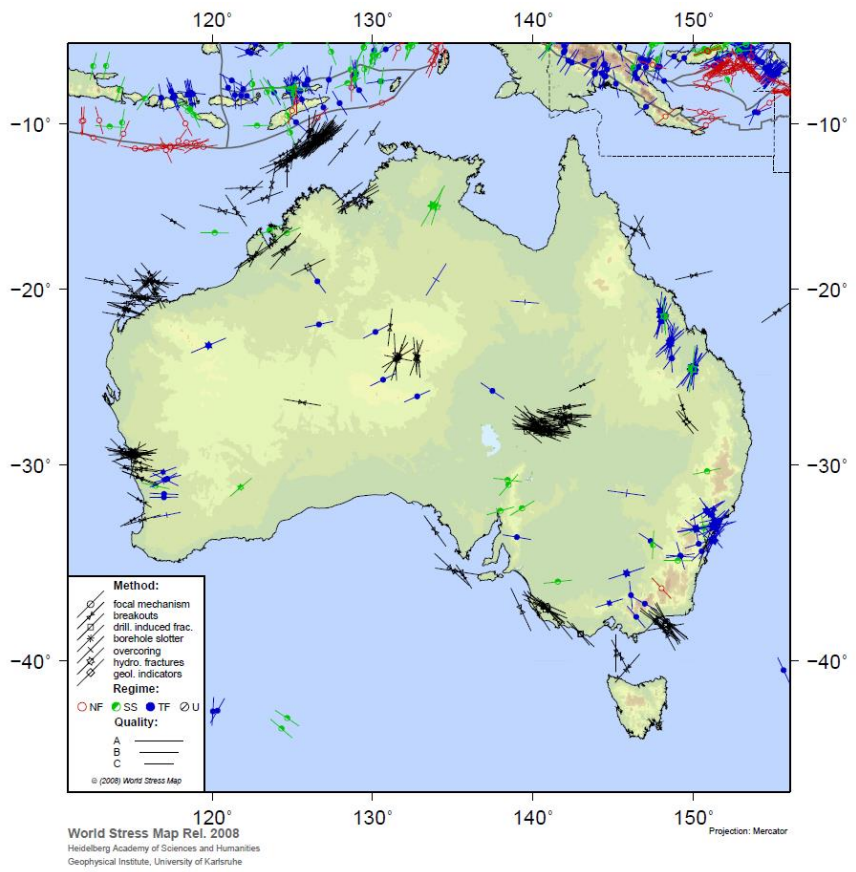 120° 130° 140° 150°
−10°
−20°
−30°
−40°
Method:
focal mechanism
breakouts
drill. induced frac.
borehole slotter
overcoring
hydro. fractures
geol. indicators
Regime:
NF SS TF U
Quality:
A
B
C
© (2008) World Stress Map
−10°
−20°
−30°
−40°
120° 130° 140° 150°
World Stress Map Rel. 2008
Projection: Mercator
Heidelberg Academy of Sciences and Humanities
Geophysical Institute, University of Karlsruhe